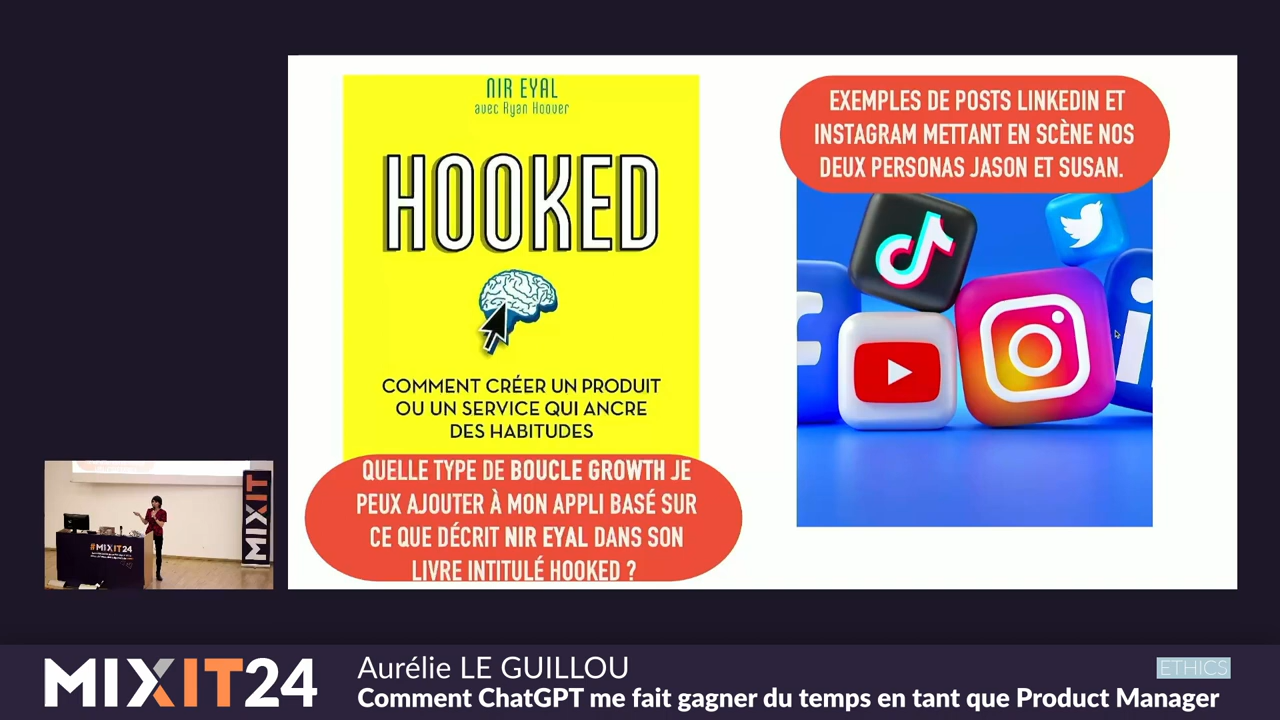 NIR EYAL
avec Ryan Hoover
HOOKED
COMMENT CRÉER UN PRODUIT
OU UN SERVICE QUI ANCRE
DES HABITUDES
QUELLE TYPE DE BOUCLE GROWTH JE
PEUX AJOUTER À MON APPLI BASÉ SUR
CE QUE DÉCRIT NIR EYAL DANS SON
LIVRE INTITULÉ HOOKED ?
EXEMPLES DE POSTS LINKEDIN ET
INSTAGRAM METTANT EN SCÈNE NOS
DEUX PERSONAS JASON ET SUSAN.
f
in
MIXIT
#MIXIT24
MIXIT24
Aurélie LE GUILLOU
ETHICS
Comment ChatGPT me fait gagner du temps en tant que Product Manager